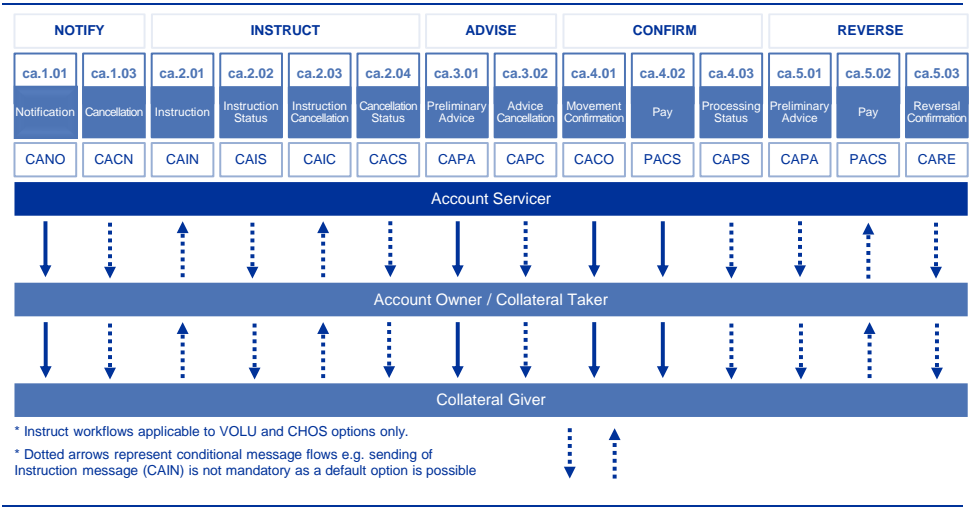 NOTIFY INSTRUCT ADVISE CONFIRM REVERSE
ca.1.01 ca.1.03 ca.2.01 ca.2.02 ca.2.03 ca.2.04 ca.3.01 ca.3.02 ca.4.01 ca.4.02 ca.4.03 ca.5.01 ca.5.02 ca.5.03
Notification
Cancellation
Instruction
Instruction
Status
Instruction
Cancellation
Cancellation
Status
Preliminary
Advice
Advice
Cancellation
Movement
Confirmation
Pay
Processing
Status
Preliminary
Advice
Pay
Reversal
Confirmation
CANO CACN CAIN CAIS CAIC CACS CAPA CAPC CACO PACS CAPS CAPA PACS CARE
Account Servicer
Account Owner / Collateral Taker
Collateral Giver
* Instruct workflows applicable to VOLU and CHOS options only.
* Dotted arrows represent conditional message flows e.g. sending of
Instruction message (CAIN) is not mandatory as a default option is possible